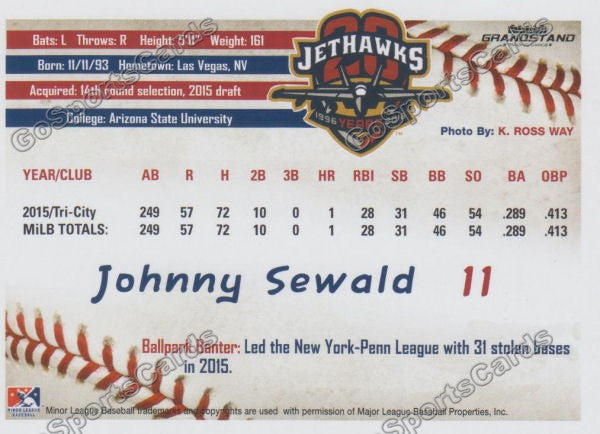 Bats: L Throws: R Height: 5'11" Weight: 161
Born: 11/11/93 Hometown: Las Vegas, NV
Acquired: 14th round selection, 2015 draft
College: Arizona State University
20
JETHAWKS
1996 YEARS
TM
GRANDSTAND
Photo By: K. ROSS WAY
YEAR/CLUB AB R H 2B 3B HR RBI SB BB SO BA OBP
2015/Tri-City 249 57 72 10 0 1 28 31 46 54 .289 .413
MiLB TOTALS: 249 57 72 10 0 1 28 31 46 54 .289 .413
Johnny Sewald 11
Ballpark Banter: Led the New York-Penn League with 31 stolen bases
in 2015.
MINOR LEAGUE
BASEBALL
Minor League Baseball trademarks and copyrights are used with permission of Major League Baseball Properties, Inc.
GoSportsCards
GoSportsCards
GoSportsCards
GoSportsCards
GoSportsCards